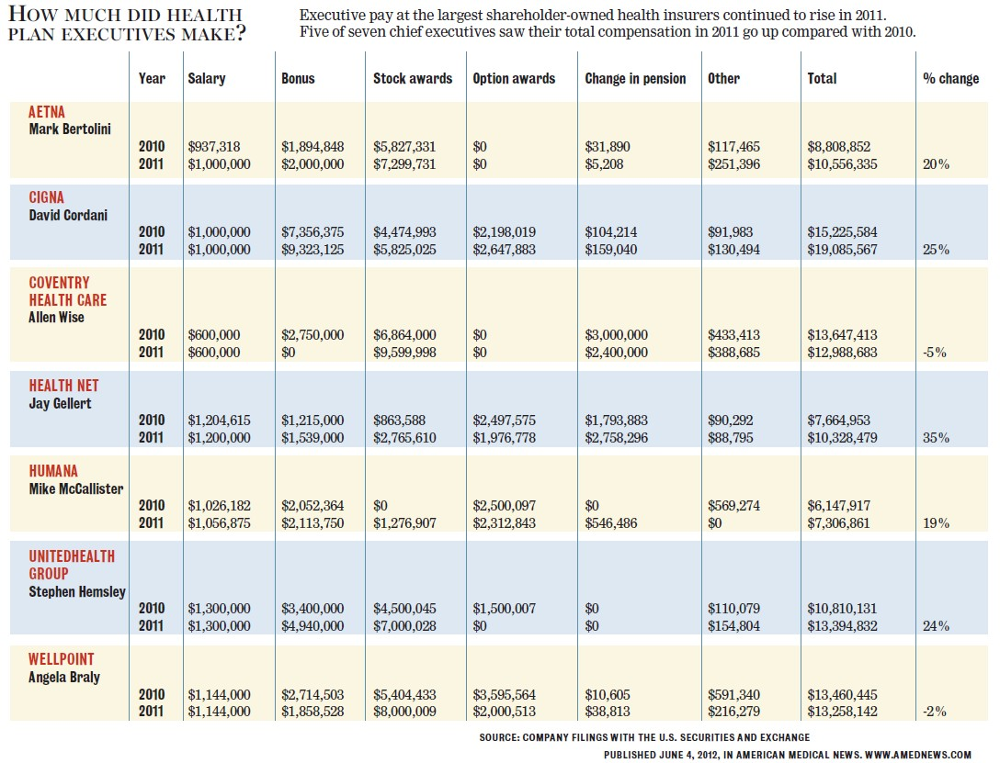 HOW MUCH DID HEALTH
PLAN EXECUTIVES MAKE?
Executive pay at the largest shareholder-owned health insurers continued to rise in 2011.
Five of seven chief executives saw their total compensation in 2011 go up compared with 2010.
Year Salary Bonus Stock awards Option awards Change in pension Other Total % change
AETNA
Mark Bertolini
2010 $937,318 $1,894,848 $5,827,331 $0 $31,890 $117,465 $8,808,852
2011 $1,000,000 $2,000,000 $7,299,731 $0 $5,208 $251,396 $10,556,335 20%
CIGNA
David Cordani
2010 $1,000,000 $7,356,375 $4,474,993 $2,198,019 $104,214 $91,983 $15,225,584
2011 $1,000,000 $9,323,125 $5,825,025 $2,647,883 $159,040 $130,494 $19,085,567 25%
COVENTRY
HEALTH CARE
Allen Wise
2010 $600,000 $2,750,000 $6,864,000 $0 $3,000,000 $433,413 $13,647,413
2011 $600,000 $0 $9,599,998 $0 $2,400,000 $388,685 $12,988,683 -5%
HEALTH NET
Jay Gellert
2010 $1,204,615 $1,215,000 $863,588 $2,497,575 $1,793,883 $90,292 $7,664,953
2011 $1,200,000 $1,539,000 $2,765,610 $1,976,778 $2,758,296 $88,795 $10,328,479 35%
HUMANA
Mike McCallister
2010 $1,026,182 $2,052,364 $0 $2,500,097 $0 $569,274 $6,147,917
2011 $1,056,875 $2,113,750 $1,276,907 $2,312,843 $546,486 $0 $7,306,861 19%
UNITEDHEALTH
GROUP
Stephen Hemsley
2010 $1,300,000 $3,400,000 $4,500,045 $1,500,007 $0 $110,079 $10,810,131
2011 $1,300,000 $4,940,000 $7,000,028 $0 $0 $154,804 $13,394,832 24%
WELLPOINT
Angela Braly
2010 $1,144,000 $2,714,503 $5,404,433 $3,595,564 $10,605 $591,340 $13,460,445
2011 $1,144,000 $1,858,528 $8,000,009 $2,000,513 $38,813 $216,279 $13,258,142 -2%
SOURCE: COMPANY FILINGS WITH THE U.S. SECURITIES AND EXCHANGE
PUBLISHED JUNE 4, 2012, IN AMERICAN MEDICAL NEWS. WWW.AMEDNEWS.COM